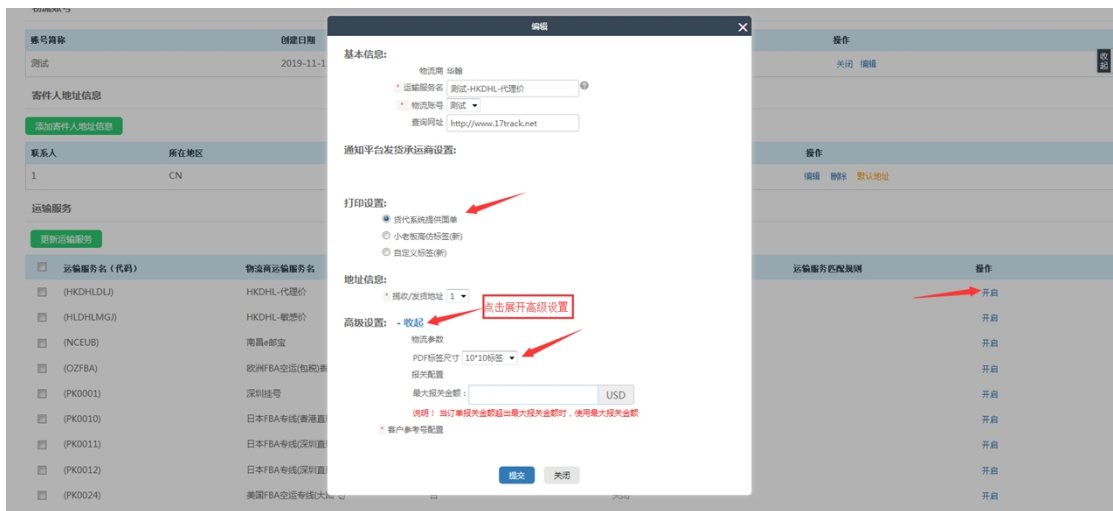 编辑
账号简称 创建日期 操作
测试 2019-11-1 关闭 编辑
收起
寄件人地址信息
添加寄件人地址信息
联系人 所在地区 操作
1 CN 编辑 删除 默认地址
运输服务
更新运输服务
运输服务名（代码） 物流商运输服务名 运输服务匹配规则 操作
(HKDHLDLJ) HKDHL-代理价 开启
(HLDHLMGJ) HKDHL-敏感价 开启
(NCEUB) 南昌e邮宝 开启
(OZFBA) 欧洲FBA空运(包税)表 开启
(PK0001) 深圳挂号 开启
(PK0010) 日本FBA专线(香港直 开启
(PK0011) 日本FBA专线(深圳直 开启
(PK0012) 日本FBA专线(深圳直 开启
(PK0024) 美国FBA空运专线(大 开启
基本信息:
物流商 华翰
* 运输服务名 测试-HKDHL-代理价
* 物流账号 测试
查询网址 http://www.17track.net
通知平台发货承运商设置:
打印设置:
货代系统提供面单
小老板高仿标签(新)
自定义标签(新)
地址信息:
* 揽收/发货地址 1
点击展开高级设置
高级设置: - 收起
物流参数
PDF标签尺寸 10*10标签
报关配置
最大报关金额： USD
说明！ 当订单报关金额超出最大报关金额时，使用最大报关金额
* 客户参考号配置
提交 关闭